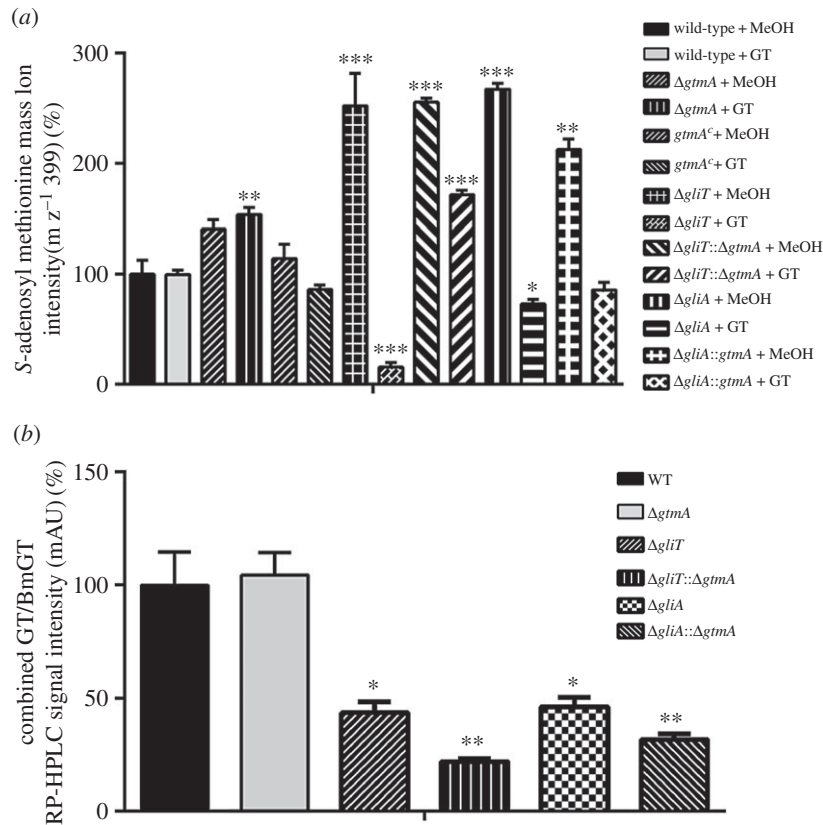 (a)
S-adenosyl methionine mass Ion
intensity(m z⁻¹ 399) (%)
300
200
100
0
**
***
***
***
***
***
*
**
wild-type + MeOH
wild-type + GT
ΔgtmA + MeOH
ΔgtmA + GT
gtmAᶜ+ MeOH
gtmAᶜ+ GT
ΔgliT + MeOH
ΔgliT + GT
ΔgliT::ΔgtmA + MeOH
ΔgliT::ΔgtmA + GT
ΔgliA + MeOH
ΔgliA + GT
ΔgliA::gtmA + MeOH
ΔgliA::gtmA + GT
(b)
combined GT/BmGT
RP-HPLC signal intensity (mAU) (%)
150
100
50
0
*
**
*
**
WT
ΔgtmA
ΔgliT
ΔgliT::ΔgtmA
ΔgliA
ΔgliA::ΔgtmA